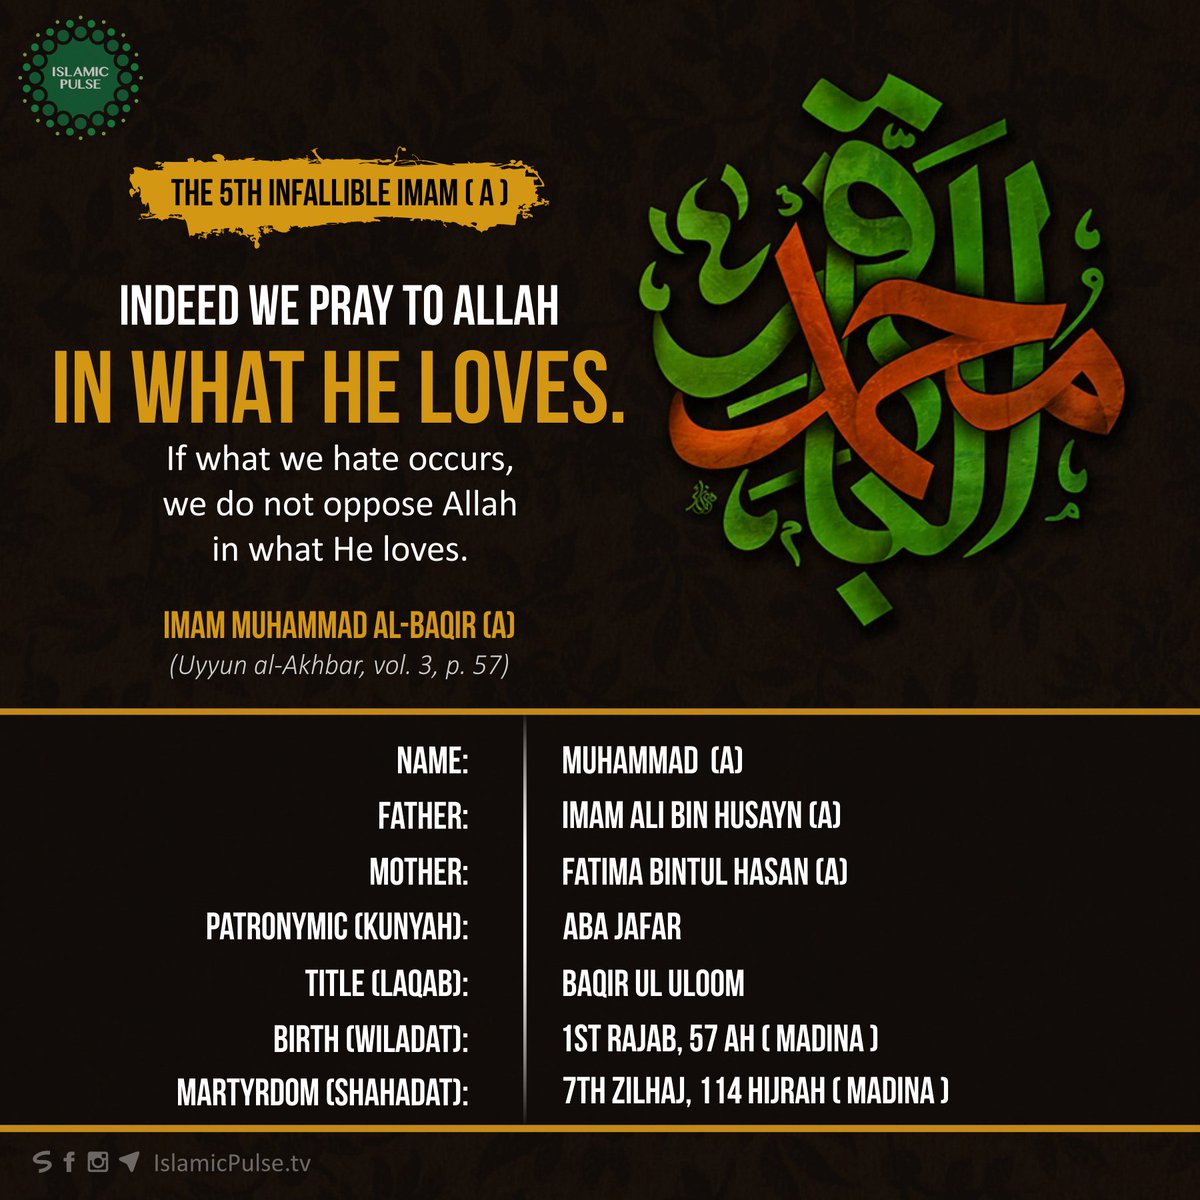 ISLAMIC
PULSE
THE 5TH INFALLIBLE IMAM ( A )
INDEED WE PRAY TO ALLAH
IN WHAT HE LOVES.
If what we hate occurs,
we do not oppose Allah
in what He loves.
IMAM MUHAMMAD AL-BAQIR (A)
(Uyyun al-Akhbar, vol. 3, p. 57)
محمد
الباقر
NAME: MUHAMMAD (A)
FATHER: IMAM ALI BIN HUSAYN (A)
MOTHER: FATIMA BINTUL HASAN (A)
PATRONYMIC (KUNYAH): ABA JAFAR
TITLE (LAQAB): BAQIR UL ULOOM
BIRTH (WILADAT): 1ST RAJAB, 57 AH ( MADINA )
MARTYRDOM (SHAHADAT): 7TH ZILHAJ, 114 HIJRAH ( MADINA )
IslamicPulse.tv